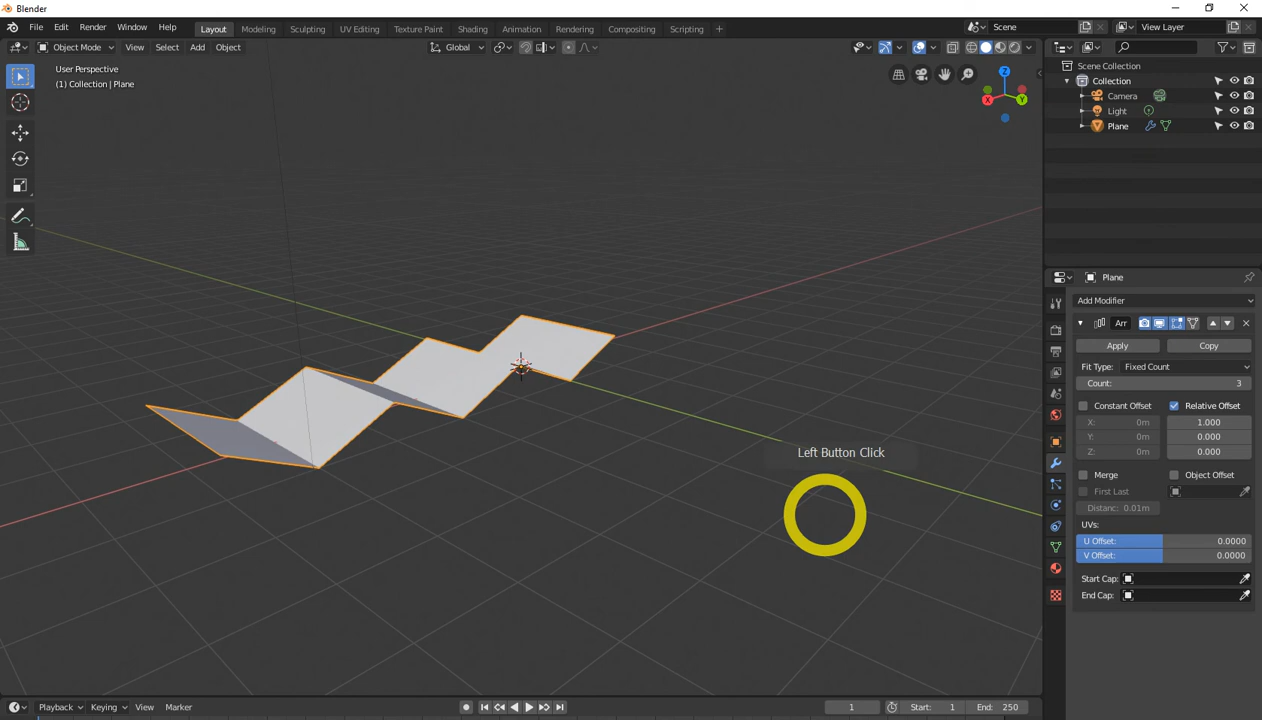 Blender
File Edit Render Window Help
Layout Modeling Sculpting UV Editing Texture Paint Shading Animation Rendering Compositing Scripting +
Scene
View Layer
Object Mode View Select Add Object
Global
User Perspective
(1) Collection | Plane
Z
X
Y
Scene Collection
Collection
Camera
Light
Plane
Plane
Add Modifier
Arr
Apply Copy
Fit Type: Fixed Count
Count: 3
Constant Offset Relative Offset
X: 0m 1.000
Y: 0m 0.000
Z: 0m 0.000
Merge Object Offset
First Last
Distanc: 0.01m
UVs:
U Offset: 0.0000
V Offset: 0.0000
Start Cap:
End Cap:
Left Button Click
Playback Keying View Marker
1
Start: 1
End: 250